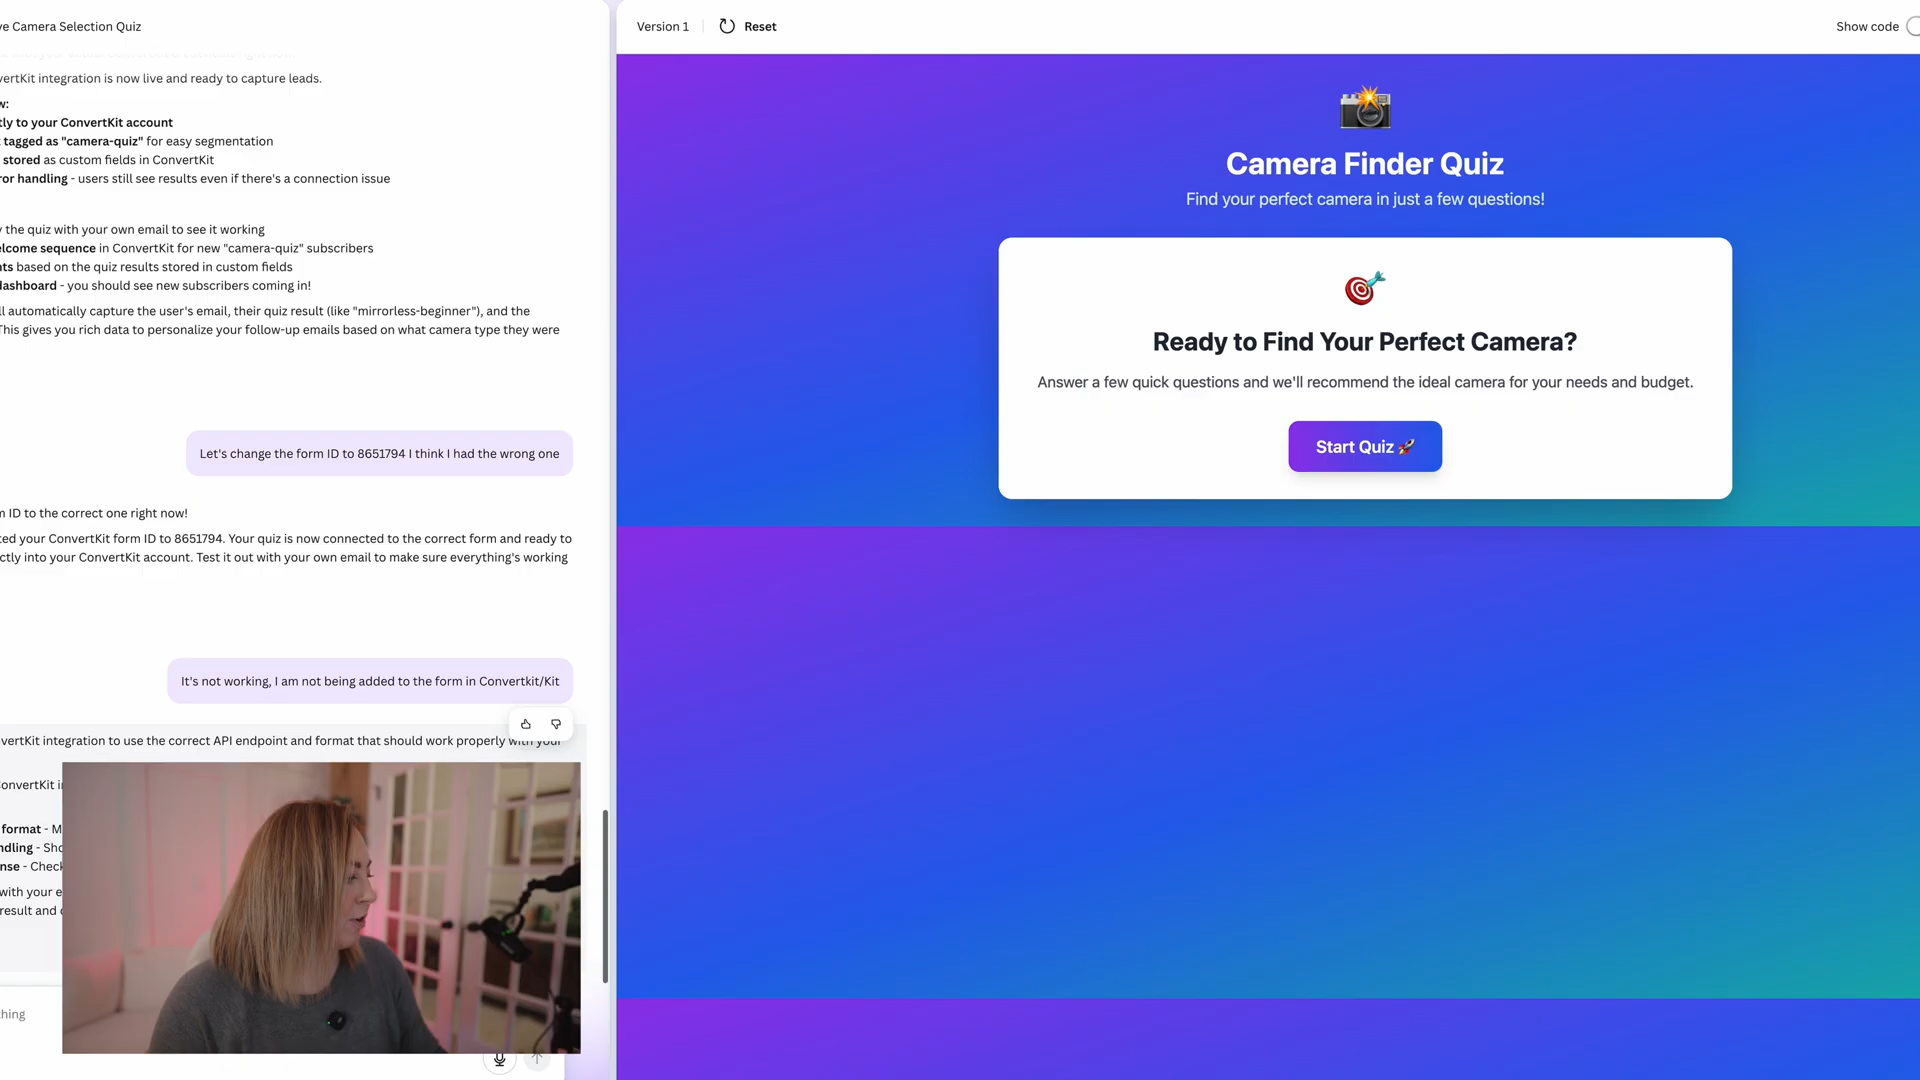 ve Camera Selection Quiz
vertKit integration is now live and ready to capture leads.
w:
tly to your ConvertKit account
tagged as "camera-quiz" for easy segmentation
stored as custom fields in ConvertKit
ror handling - users still see results even if there's a connection issue
y the quiz with your own email to see it working
elcome sequence in ConvertKit for new "camera-quiz" subscribers
nts based on the quiz results stored in custom fields
dashboard - you should see new subscribers coming in!
ll automatically capture the user's email, their quiz result (like "mirrorless-beginner"), and the
This gives you rich data to personalize your follow-up emails based on what camera type they were
Let's change the form ID to 8651794 I think I had the wrong one
m ID to the correct one right now!
ted your ConvertKit form ID to 8651794. Your quiz is now connected to the correct form and ready to
ctly into your ConvertKit account. Test it out with your own email to make sure everything's working
It's not working, I am not being added to the form in Convertkit/Kit
vertKit integration to use the correct API endpoint and format that should work properly with your
ConvertKit i
format - M
ndling - Sho
nse - Check
with your e
result and
thing
Version 1
Reset
Show code
Camera Finder Quiz
Find your perfect camera in just a few questions!
Ready to Find Your Perfect Camera?
Answer a few quick questions and we'll recommend the ideal camera for your needs and budget.
Start Quiz 🚀